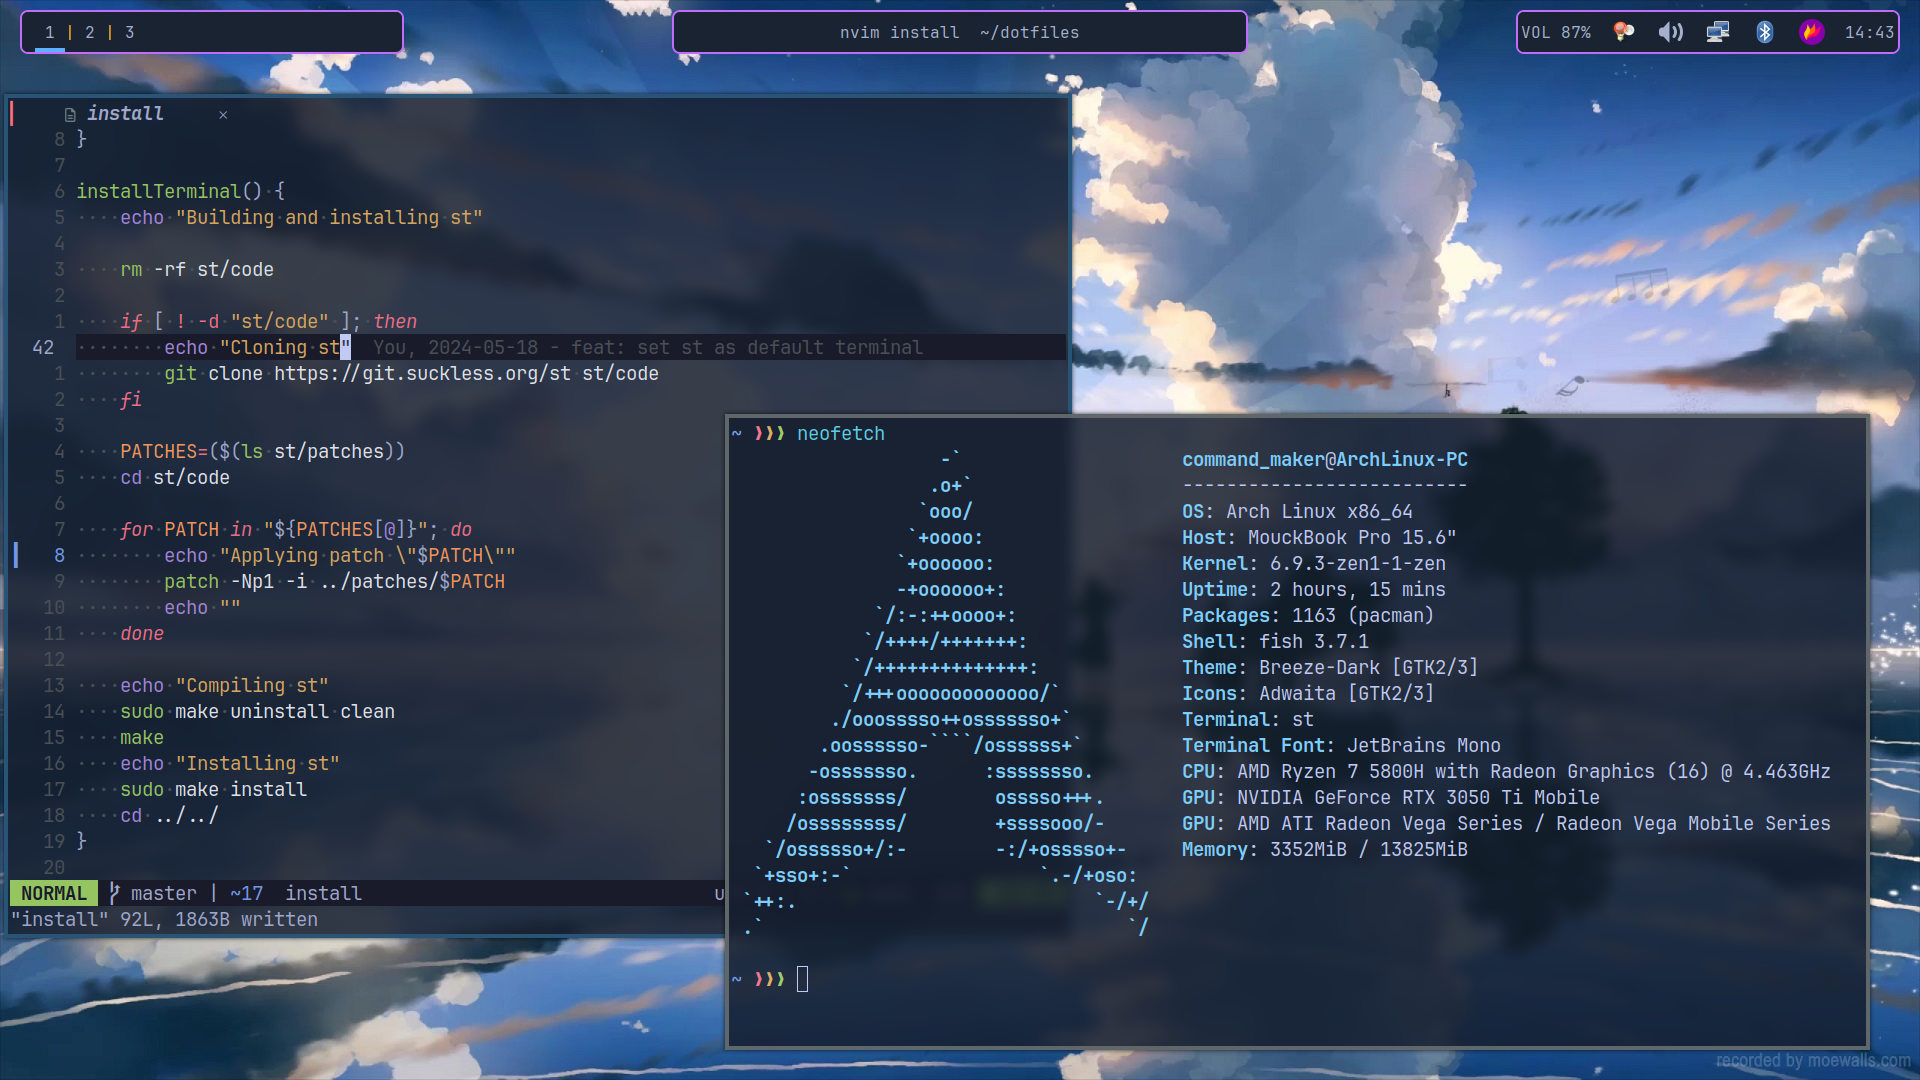 1 | 2 | 3
nvim install  ~/dotfiles
VOL 87%
14:43
install ×
8 }
7
6 installTerminal() {
5 ····echo·"Building·and·installing·st"
4
3 ····rm·-rf·st/code
2
1 ····if·[·!·-d·"st/code"·];·then
42 ········echo·"Cloning·st" You, 2024-05-18 - feat: set st as default terminal
1 ········git·clone·https://git.suckless.org/st·st/code
2 ····fi
3
4 ····PATCHES=($(ls·st/patches))
5 ····cd·st/code
6
7 ····for·PATCH·in·"${PATCHES[@]}";·do
8 ········echo·"Applying·patch·\"$PATCH\""
9 ········patch·-Np1·-i·../patches/$PATCH
10 ········echo·""
11 ····done
12
13 ····echo·"Compiling·st"
14 ····sudo·make·uninstall·clean
15 ····make
16 ····echo·"Installing·st"
17 ····sudo·make·install
18 ····cd·../../
19 }
20
NORMAL master | ~17 install u
"install" 92L, 1863B written
~ ❯❯❯ neofetch
                  -`
                 .o+`
                `ooo/
               `+oooo:
              `+oooooo:
              -+oooooo+:
            `/:-:++oooo+:
           `/++++/+++++++:
          `/++++++++++++++:
         `/+++ooooooooooooo/`
        ./ooosssso++osssssso+`
       .oossssso-````/ossssss+`
      -osssssso.      :ssssssso.
     :osssssss/        osssso+++.
    /ossssssss/        +ssssooo/-
  `/ossssso+/:-        -:/+osssso+-
 `+sso+:-`                 `.-/+oso:
`++:.                           `-/+/
.`                                 `/
command_maker@ArchLinux-PC
--------------------------
OS: Arch Linux x86_64
Host: MouckBook Pro 15.6"
Kernel: 6.9.3-zen1-1-zen
Uptime: 2 hours, 15 mins
Packages: 1163 (pacman)
Shell: fish 3.7.1
Theme: Breeze-Dark [GTK2/3]
Icons: Adwaita [GTK2/3]
Terminal: st
Terminal Font: JetBrains Mono
CPU: AMD Ryzen 7 5800H with Radeon Graphics (16) @ 4.463GHz
GPU: NVIDIA GeForce RTX 3050 Ti Mobile
GPU: AMD ATI Radeon Vega Series / Radeon Vega Mobile Series
Memory: 3352MiB / 13825MiB
~ ❯❯❯
recorded by moewalls.com